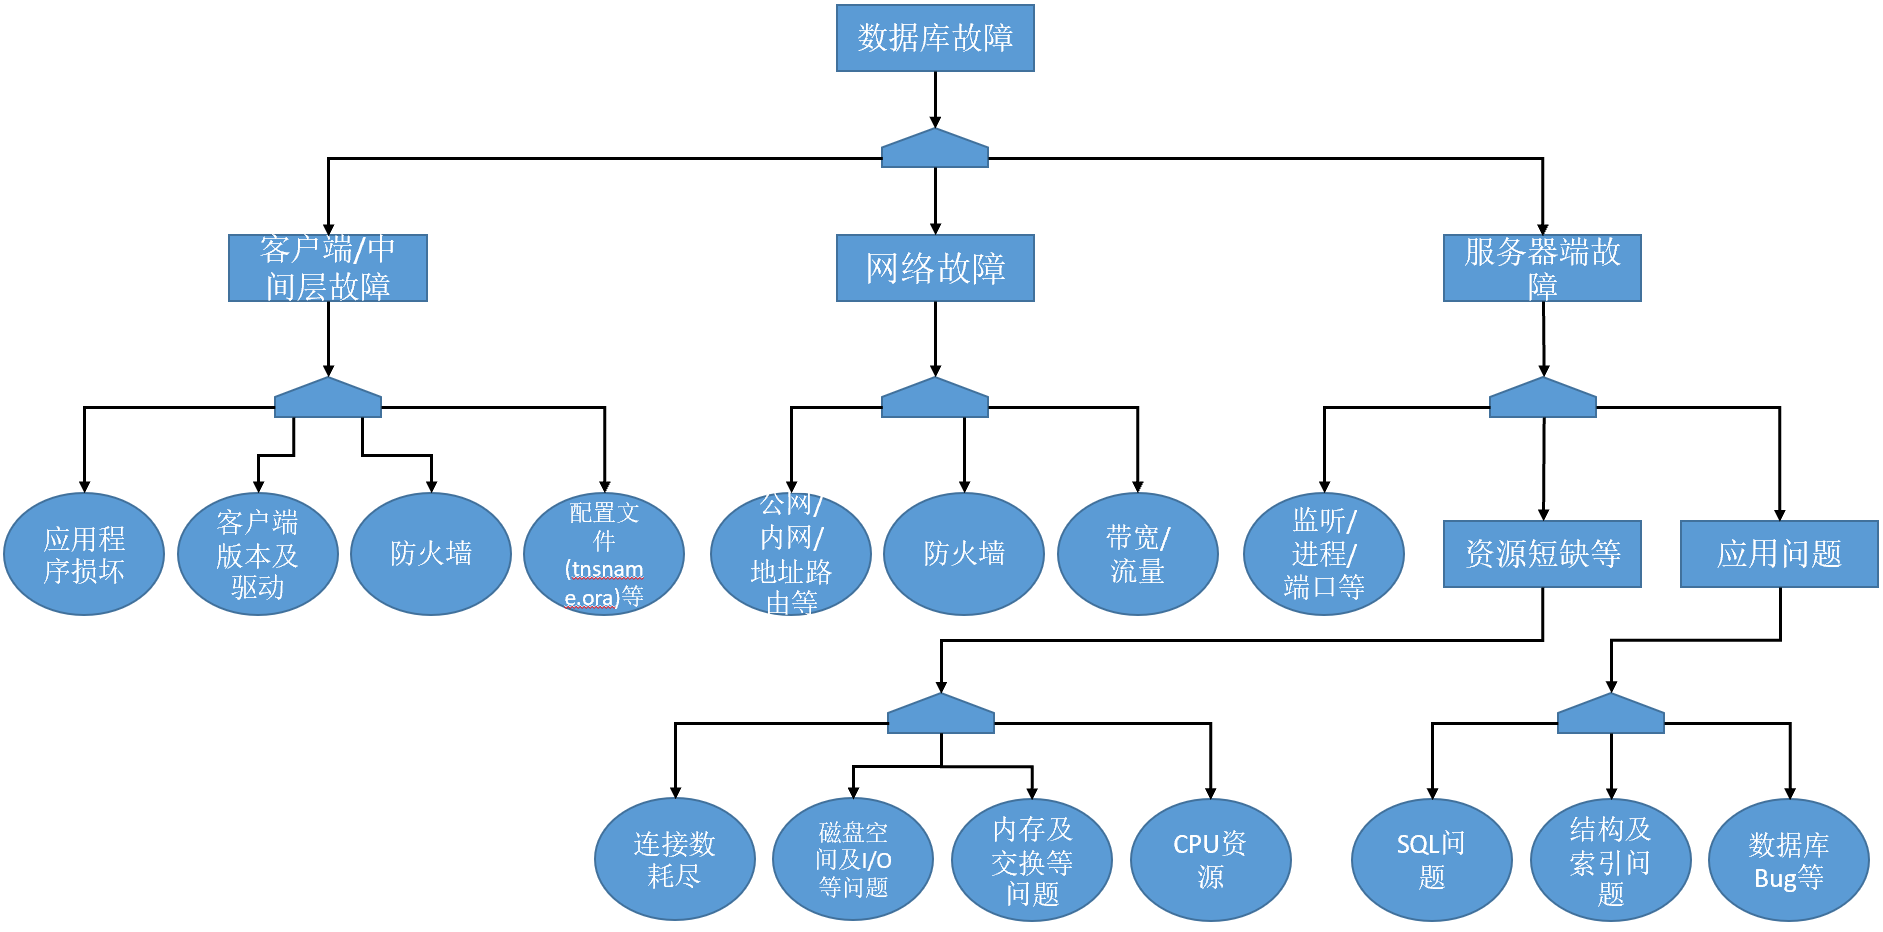 数据库故障
客户端/中
间层故障
网络故障
服务器端故
障
应用程
序损坏
客户端
版本及
驱动
防火墙
配置文
件
(tnsnam
e.ora)等
公网/
内网/
地址路
由等
防火墙
带宽/
流量
监听/
进程/
端口等
资源短缺等
应用问题
连接数
耗尽
磁盘空
间及I/O
等问题
内存及
交换等
问题
CPU资
源
SQL问
题
结构及
索引问
题
数据库
Bug等